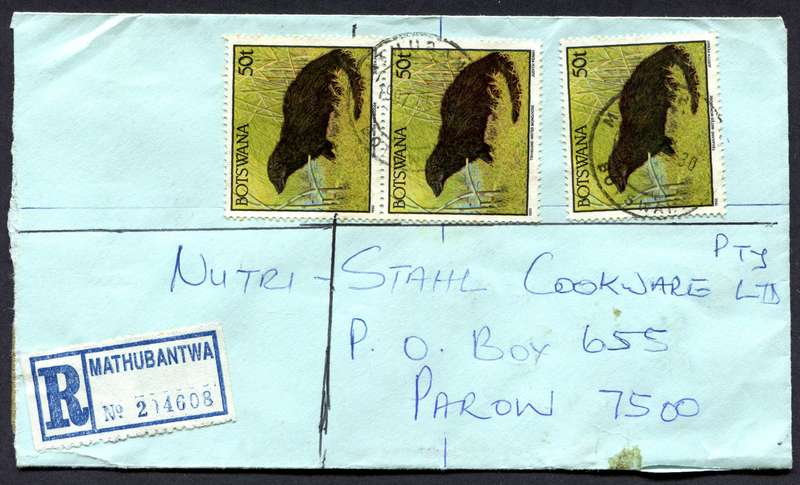 50t
BOTSWANA
50t
BOTSWANA
50t
BOTSWANA
NUTRI-STAHL COOKWARE PTY LTD
P. O. BOX 655
PAROW 7500
R
MATHUBANTWA
No 214608